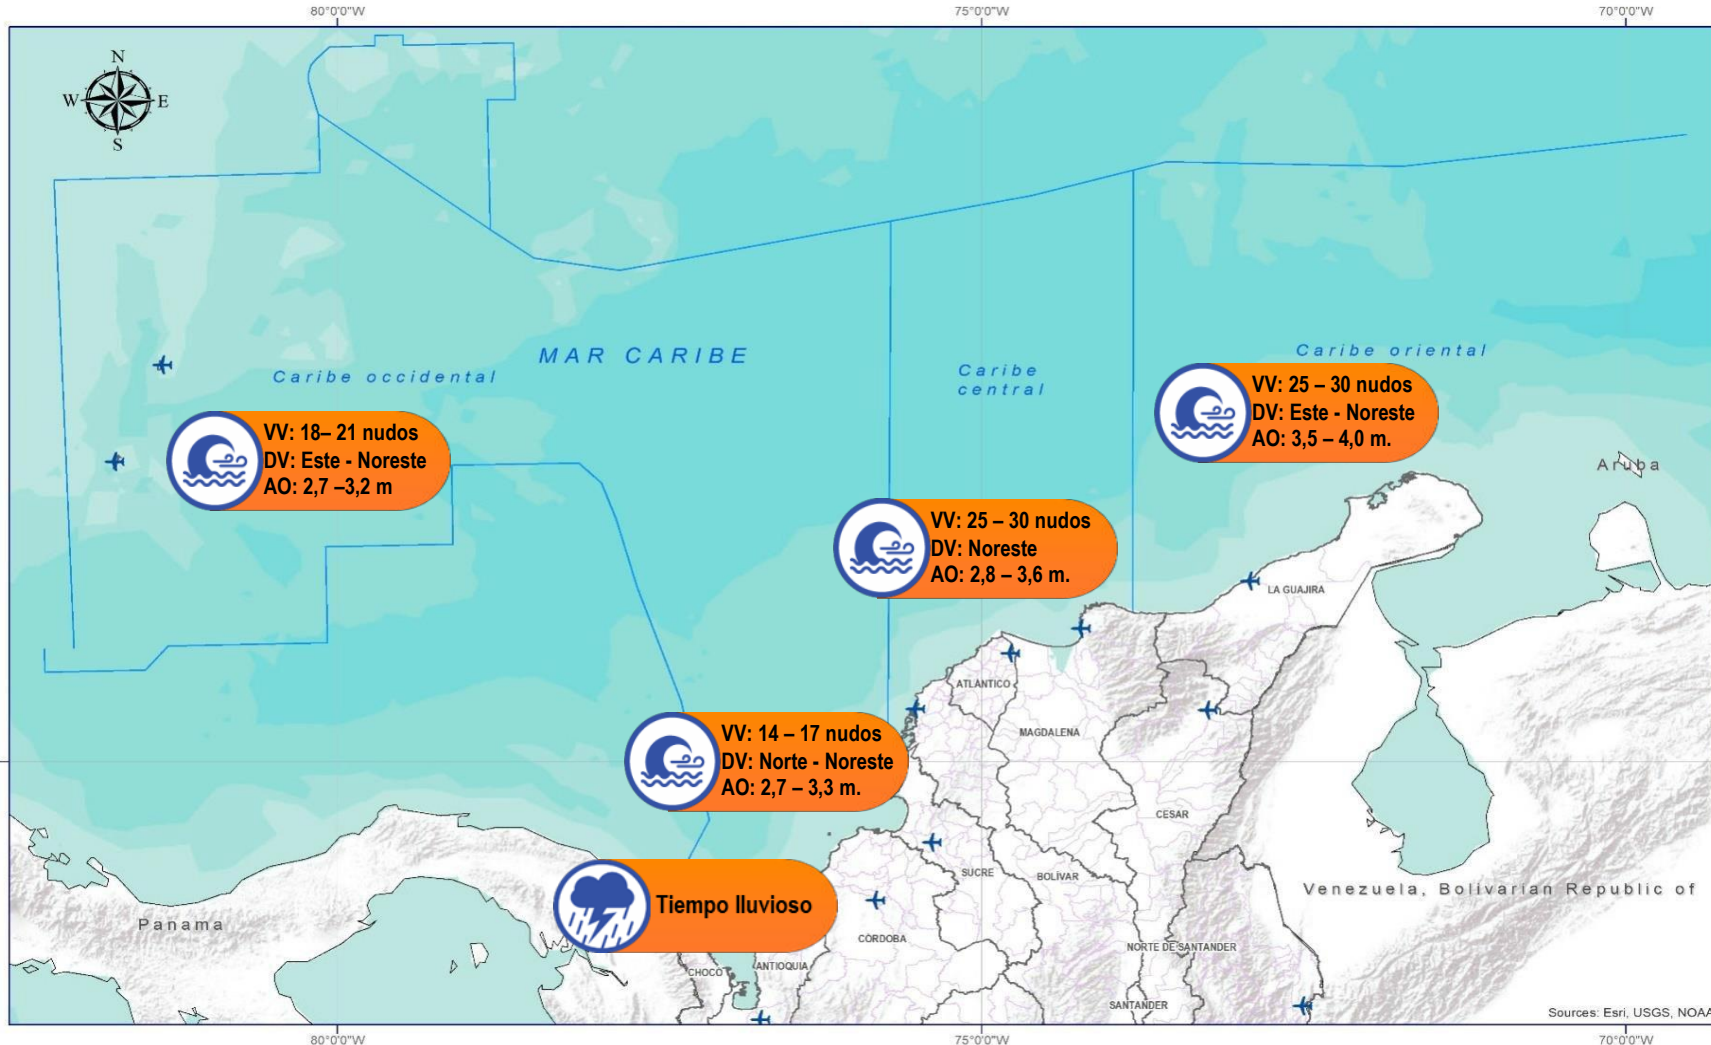 80°0'0"W
75°0'0"W
70°0'0"W
N
W
E
S
MAR CARIBE
Caribe occidental
Caribe
central
Caribe oriental
VV: 25 – 30 nudos
DV: Este - Noreste
AO: 3,5 – 4,0 m.
VV: 18– 21 nudos
DV: Este - Noreste
AO: 2,7 –3,2 m
Aruba
VV: 25 – 30 nudos
DV: Noreste
AO: 2,8 – 3,6 m.
LA GUAJIRA
ATLÁNTICO
MAGDALENA
VV: 14 – 17 nudos
DV: Norte - Noreste
AO: 2,7 – 3,3 m.
CESAR
SUCRE
BOLÍVAR
Venezuela, Bolivarian Republic of
Tiempo lluvioso
Panama
CÓRDOBA
NORTE DE SANTANDER
CHOCO
ANTIOQUIA
SANTANDER
Sources: Esri, USGS, NOAA
80°0'0"W
75°0'0"W
70°0'0"W